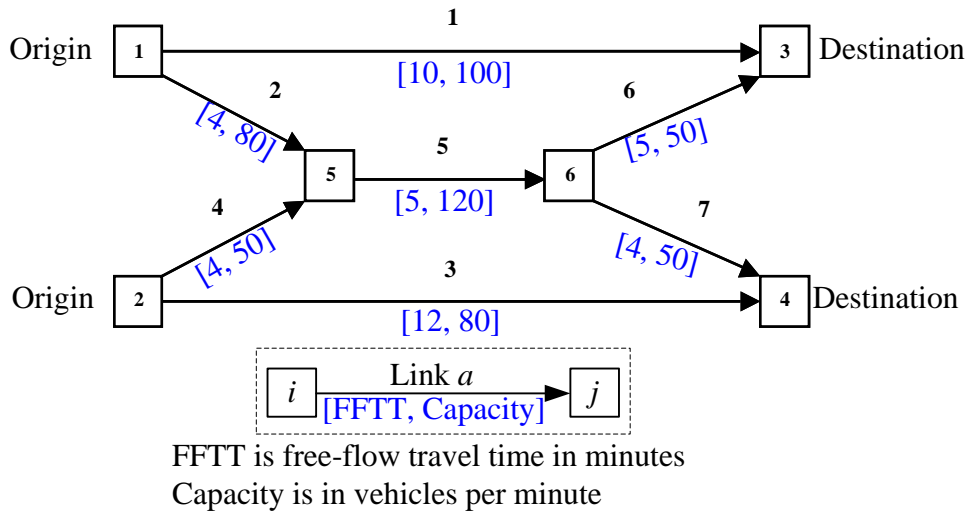 1
Origin 1 3 Destination
[10, 100]
2 6
[4, 80] [5, 50]
5
5 6
[5, 120]
4 7
[4, 50] [4, 50]
3
Origin 2 4 Destination
[12, 80]
Link a
i j
[FFTT, Capacity]
FFTT is free-flow travel time in minutes
Capacity is in vehicles per minute